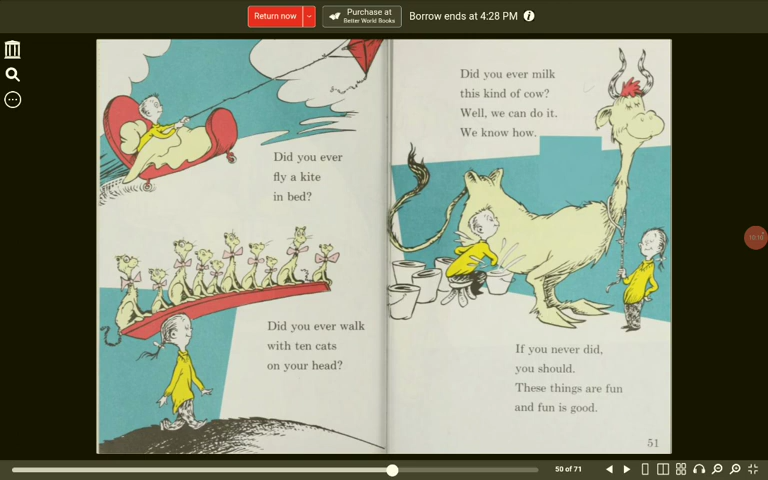 Return now
Purchase at
Better World Books
Borrow ends at 4:28 PM
Did you ever
fly a kite
in bed?
Did you ever walk
with ten cats
on your head?
Did you ever milk
this kind of cow?
Well, we can do it.
We know how.
If you never did,
you should.
These things are fun
and fun is good.
51
50 of 71